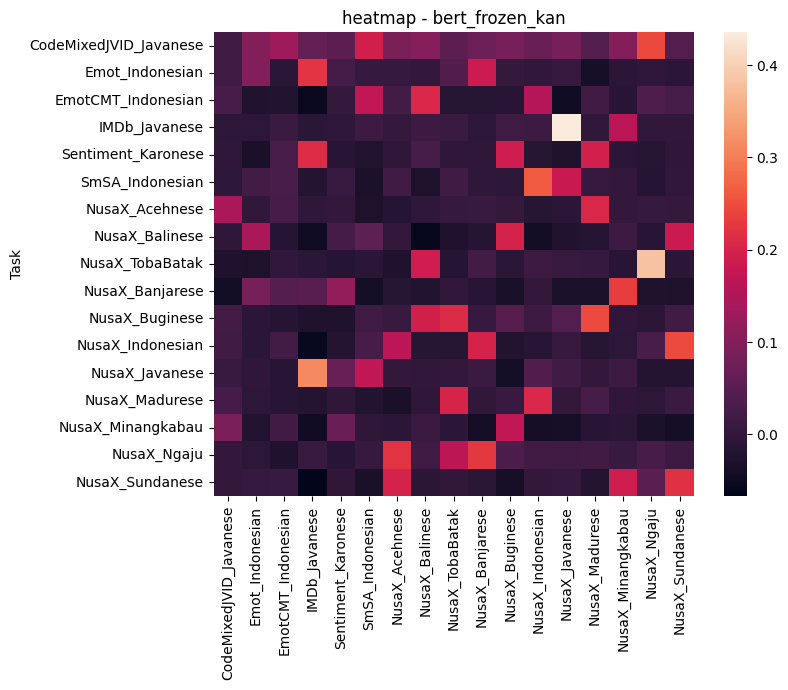 heatmap - bert_frozen_kan
CodeMixedJVID_Javanese
Emot_Indonesian
EmotCMT_Indonesian
IMDb_Javanese
Sentiment_Karonese
SmSA_Indonesian
NusaX_Acehnese
NusaX_Balinese
NusaX_TobaBatak
NusaX_Banjarese
NusaX_Buginese
NusaX_Indonesian
NusaX_Javanese
NusaX_Madurese
NusaX_Minangkabau
NusaX_Ngaju
NusaX_Sundanese
Task
CodeMixedJVID_Javanese
Emot_Indonesian
EmotCMT_Indonesian
IMDb_Javanese
Sentiment_Karonese
SmSA_Indonesian
NusaX_Acehnese
NusaX_Balinese
NusaX_TobaBatak
NusaX_Banjarese
NusaX_Buginese
NusaX_Indonesian
NusaX_Javanese
NusaX_Madurese
NusaX_Minangkabau
NusaX_Ngaju
NusaX_Sundanese
0.4
0.3
0.2
0.1
0.0